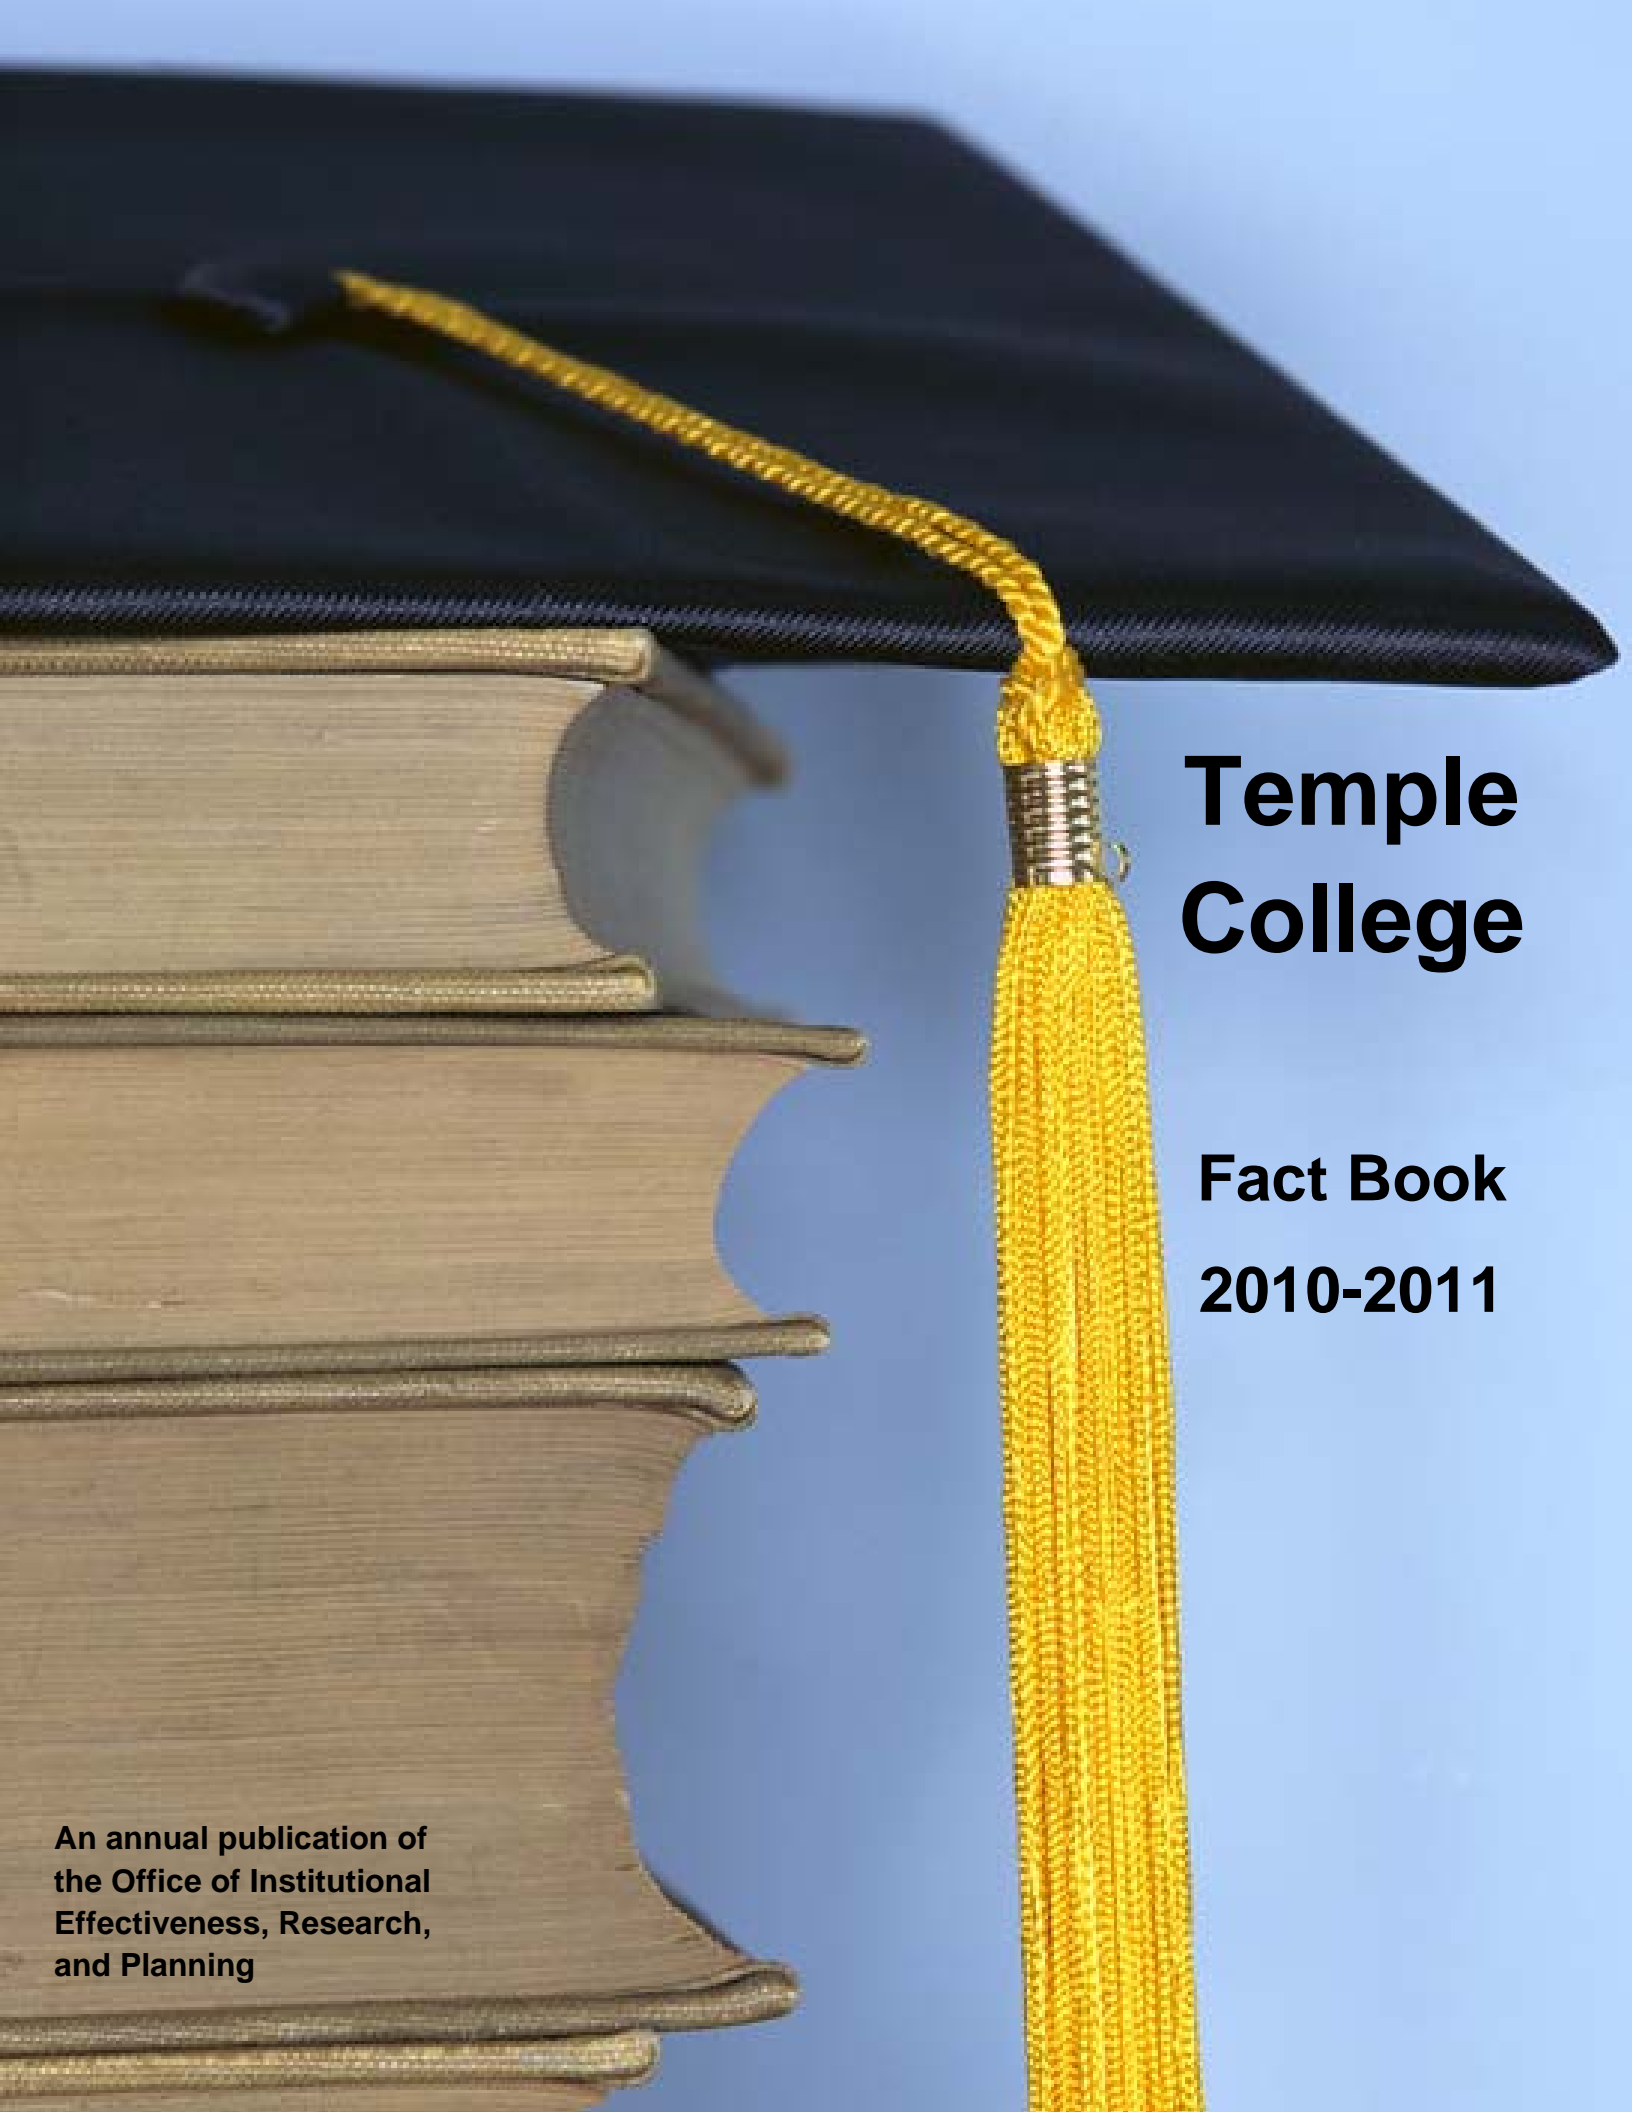 Temple
College
Fact Book
2010-2011
An annual publication of
the Office of Institutional
Effectiveness, Research,
and Planning